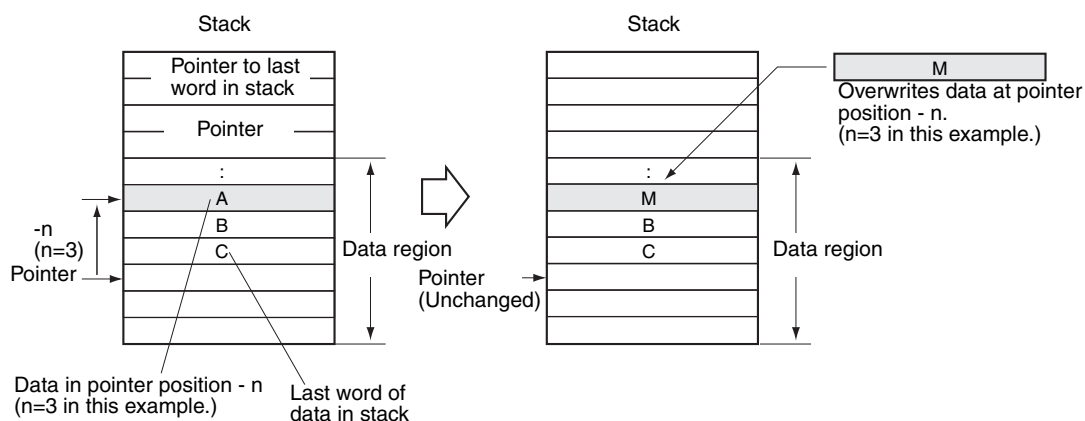 Stack
Pointer to last
word in stack
Pointer
:
A
B
C
-n
(n=3)
Pointer
Data region
Data in pointer position - n
(n=3 in this example.)
Last word of
data in stack
Stack
:
M
B
C
Pointer
(Unchanged)
Data region
M
Overwrites data at pointer
position - n.
(n=3 in this example.)